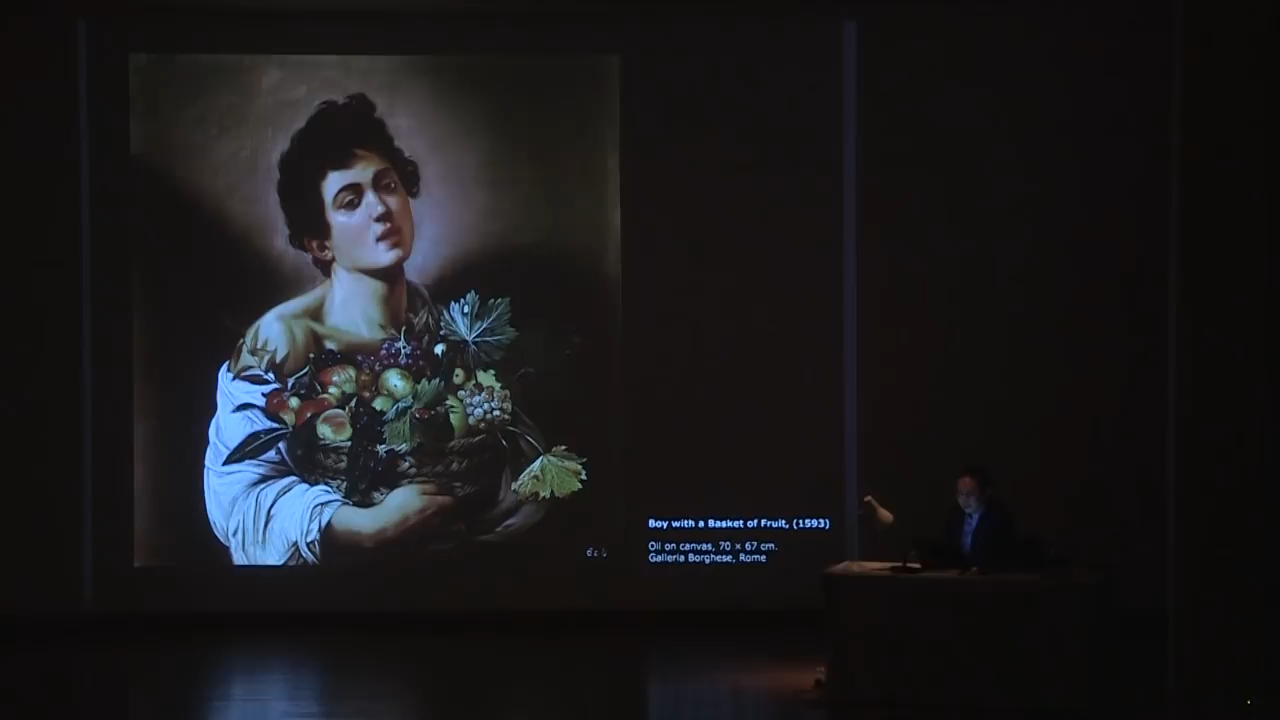 Boy with a Basket of Fruit, (1593)
Oil on canvas, 70 × 67 cm.
Galleria Borghese, Rome